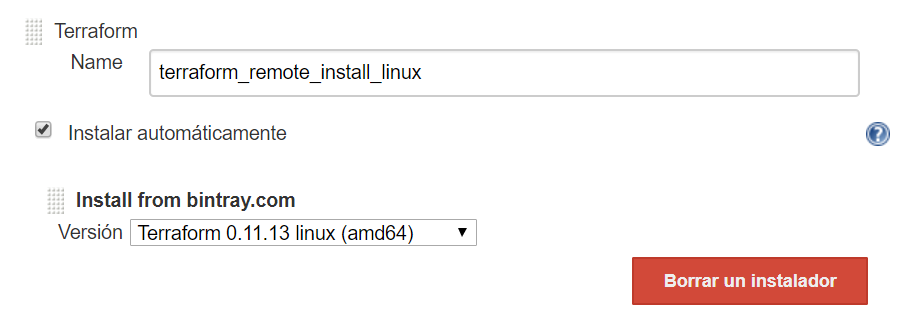 Terraform
Name
terraform_remote_install_linux
Instalar automáticamente
?
Install from bintray.com
Versión Terraform 0.11.13 linux (amd64)
Borrar un instalador